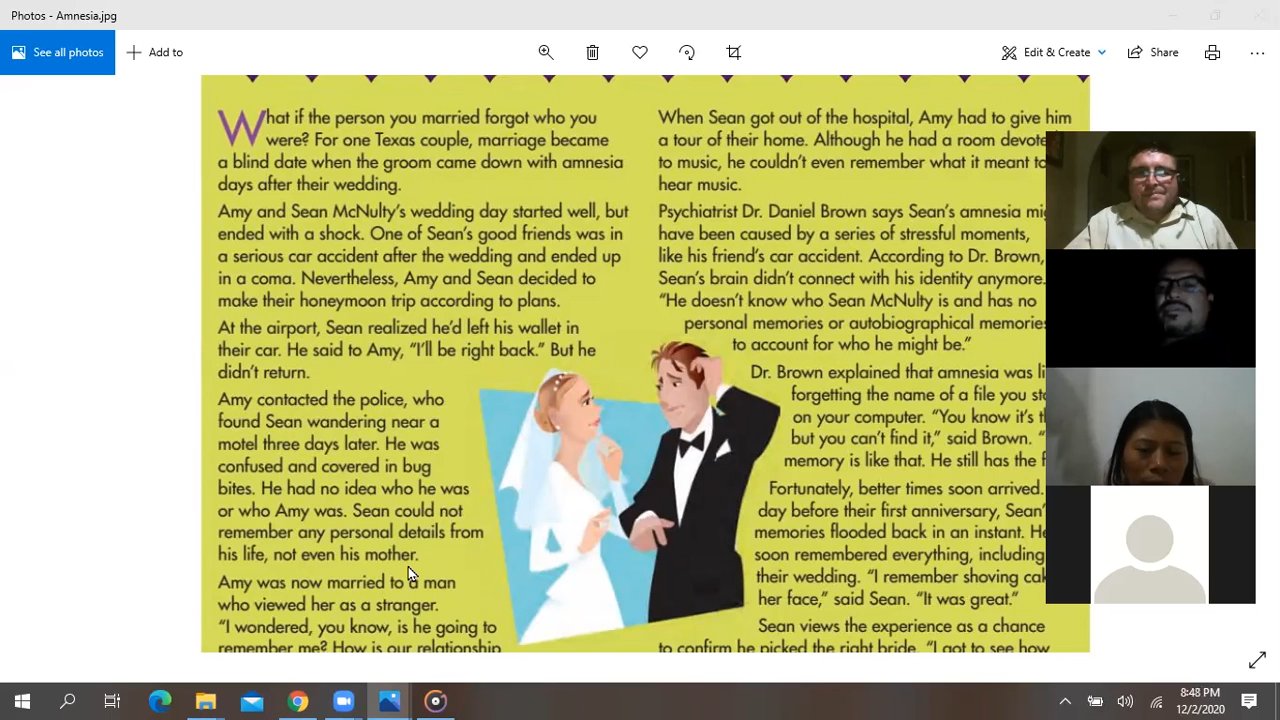 Photos - Amnesia.jpg
See all photos
Add to
Edit & Create
Share
What if the person you married forgot who you
were? For one Texas couple, marriage became
a blind date when the groom came down with amnesia
days after their wedding.
Amy and Sean McNulty's wedding day started well, but
ended with a shock. One of Sean's good friends was in
a serious car accident after the wedding and ended up
in a coma. Nevertheless, Amy and Sean decided to
make their honeymoon trip according to plans.
At the airport, Sean realized he'd left his wallet in
their car. He said to Amy, "I'll be right back." But he
didn't return.
Amy contacted the police, who
found Sean wandering near a
motel three days later. He was
confused and covered in bug
bites. He had no idea who he was
or who Amy was. Sean could not
remember any personal details from
his life, not even his mother.
Amy was now married to a man
who viewed her as a stranger.
"I wondered, you know, is he going to
remember me? How is our relationship
When Sean got out of the hospital, Amy had to give him
a tour of their home. Although he had a room
to music, he couldn't even remember what it meant to
hear music.
Psychiatrist Dr. Daniel Brown says Sean's amnesia
have been caused by a series of stressful moments,
like his friend's car accident. According to Dr. Brown,
Sean's brain didn't connect with his identity anymore.
"He doesn't know who Sean McNulty is and has no
personal memories or autobiographical memories
to account for who he might be."
Dr. Brown explained that amnesia was
forgetting the name of a file you
on your computer. "You know it's
but you can't find it," said Brown. "
memory is like that. He still has the
Fortunately, better times soon arrived.
day before their first anniversary, Sean'
memories flooded back in an instant.
soon remembered everything, including
their wedding. "I remember shoving
her face," said Sean. "It was great."
Sean views the experience as a chance
to confirm he picked the right bride. "I got to see how
8:48 PM
12/2/2020